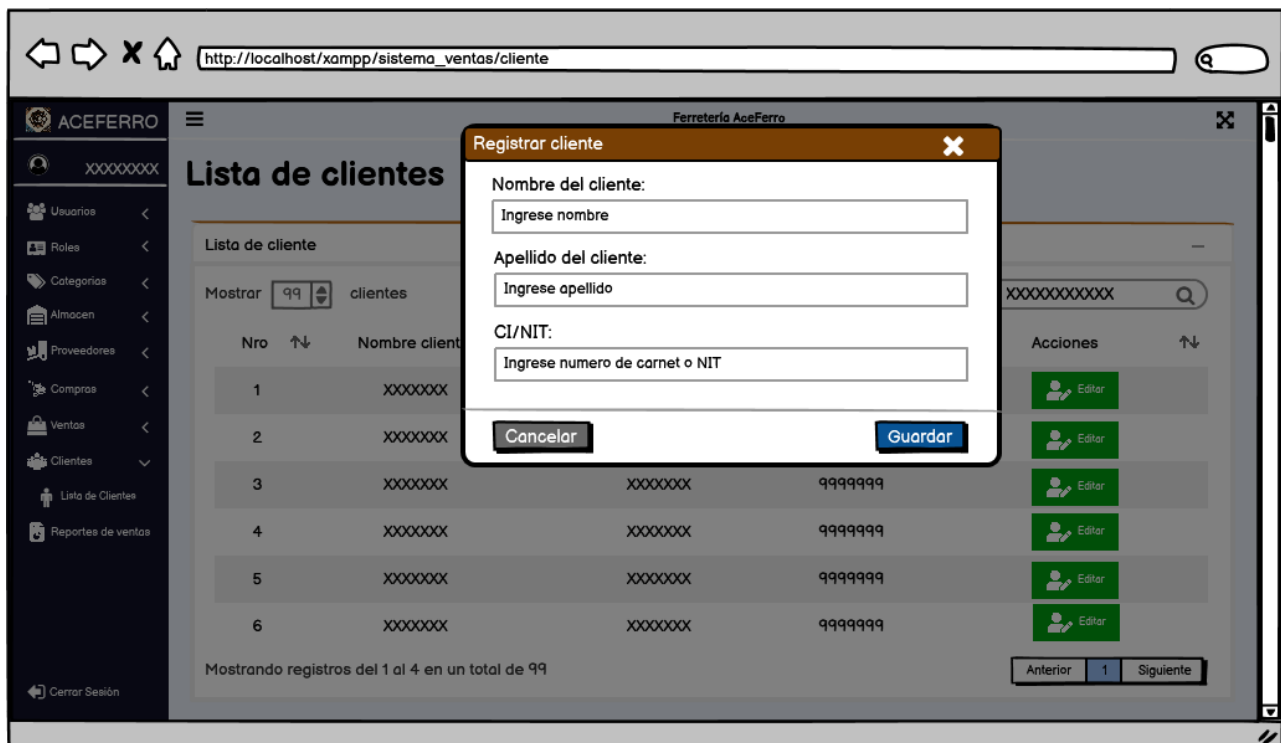 http://localhost/xampp/sistema_ventas/cliente
ACEFERRO
Ferretería AceFerro
XXXXXXXX
Usuarios
Roles
Categorias
Almacen
Proveedores
Compras
Ventas
Clientes
Lista de Clientes
Reportes de ventas
Cerrar Sesión
Lista de clientes
Lista de cliente
Mostrar 99 clientes
XXXXXXXXXXX
Nro Nombre client Acciones
1 XXXXXXX Editar
2 XXXXXXX Editar
3 XXXXXXX XXXXXXX 9999999 Editar
4 XXXXXXX XXXXXXX 9999999 Editar
5 XXXXXXX XXXXXXX 9999999 Editar
6 XXXXXXX XXXXXXX 9999999 Editar
Mostrando registros del 1 al 4 en un total de 99
Anterior 1 Siguiente
Registrar cliente
Nombre del cliente:
Ingrese nombre
Apellido del cliente:
Ingrese apellido
CI/NIT:
Ingrese numero de carnet o NIT
Cancelar Guardar